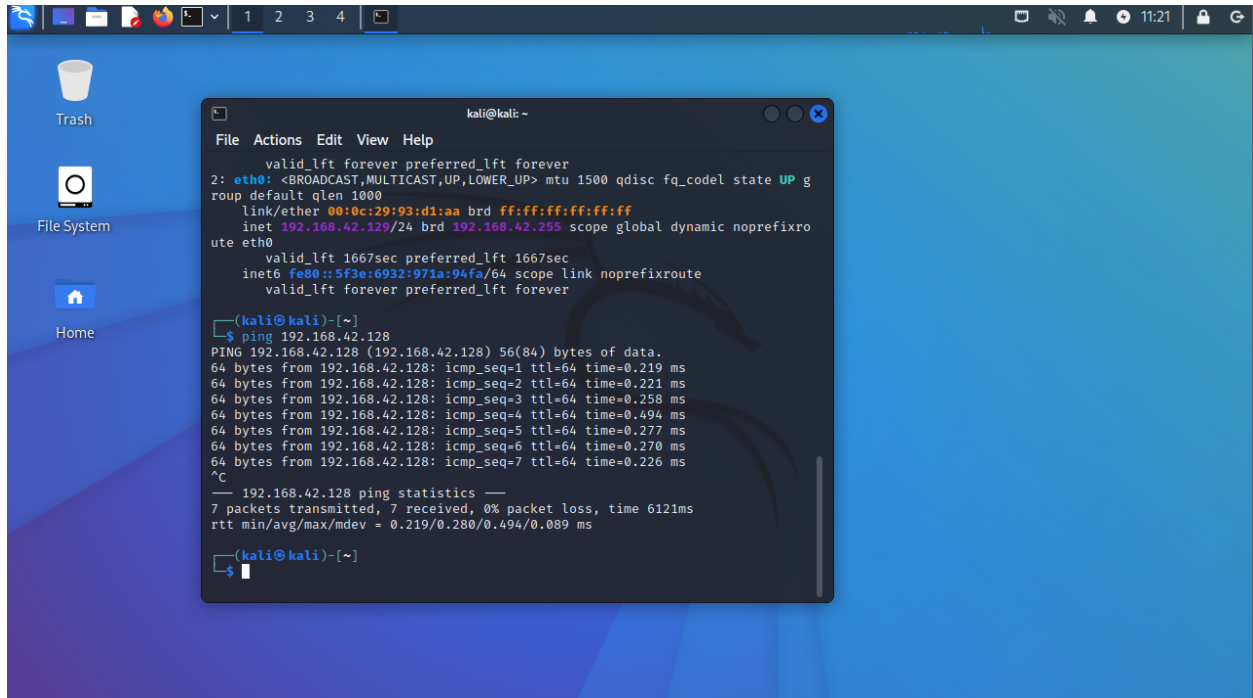 1 2 3 4 11:21
Trash
File System
Home
kali@kali: ~
File Actions Edit View Help
valid_lft forever preferred_lft forever
2: eth0: <BROADCAST,MULTICAST,UP,LOWER_UP> mtu 1500 qdisc fq_codel state UP g
roup default qlen 1000
link/ether 00:0c:29:93:d1:aa brd ff:ff:ff:ff:ff:ff
inet 192.168.42.129/24 brd 192.168.42.255 scope global dynamic noprefixro
ute eth0
valid_lft 1667sec preferred_lft 1667sec
inet6 fe80::5f3e:6932:971a:94fa/64 scope link noprefixroute
valid_lft forever preferred_lft forever
┌──(kali㉿kali)-[~]
└─$ ping 192.168.42.128
PING 192.168.42.128 (192.168.42.128) 56(84) bytes of data.
64 bytes from 192.168.42.128: icmp_seq=1 ttl=64 time=0.219 ms
64 bytes from 192.168.42.128: icmp_seq=2 ttl=64 time=0.221 ms
64 bytes from 192.168.42.128: icmp_seq=3 ttl=64 time=0.258 ms
64 bytes from 192.168.42.128: icmp_seq=4 ttl=64 time=0.494 ms
64 bytes from 192.168.42.128: icmp_seq=5 ttl=64 time=0.277 ms
64 bytes from 192.168.42.128: icmp_seq=6 ttl=64 time=0.270 ms
64 bytes from 192.168.42.128: icmp_seq=7 ttl=64 time=0.226 ms
^C
--- 192.168.42.128 ping statistics ---
7 packets transmitted, 7 received, 0% packet loss, time 6121ms
rtt min/avg/max/mdev = 0.219/0.280/0.494/0.089 ms
┌──(kali㉿kali)-[~]
└─$